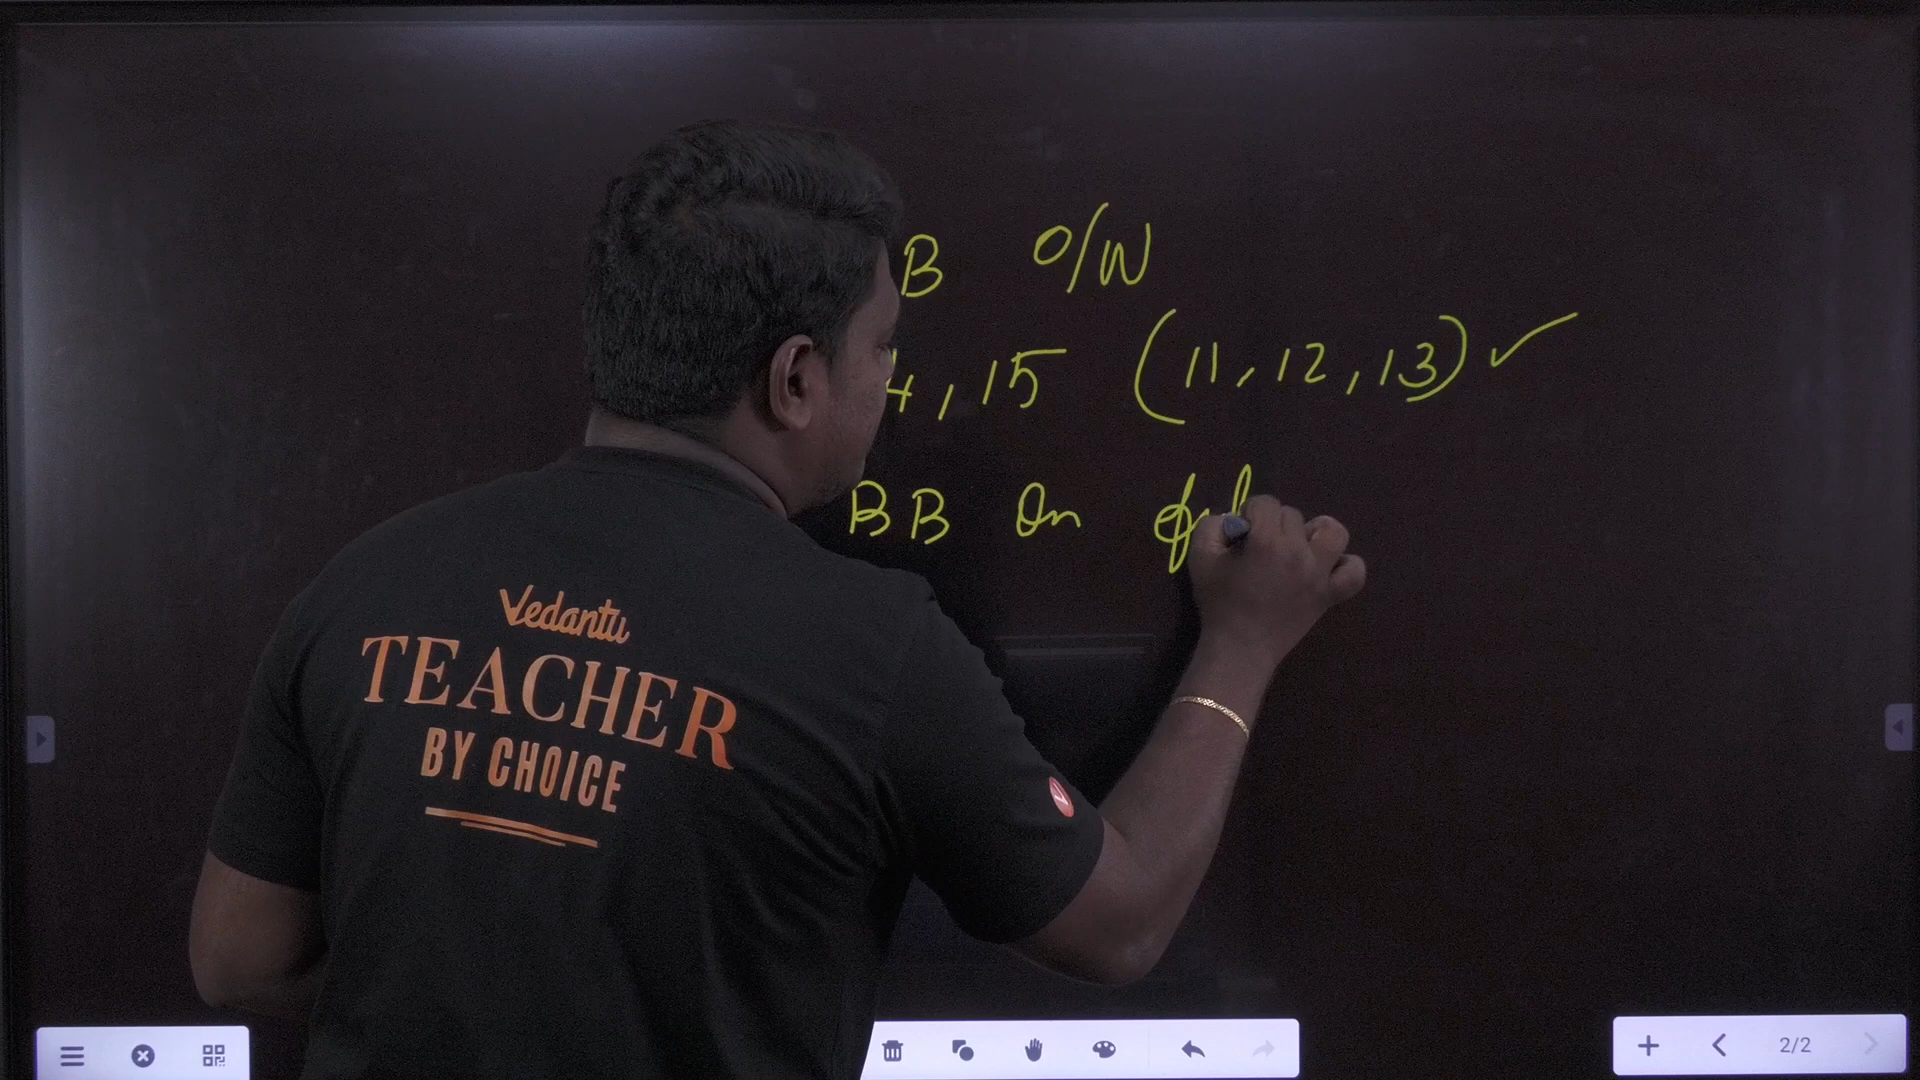 B O/W
4, 15 (11, 12, 13) ✓
BB On
Vedantu
TEACHER
BY CHOICE
2/2